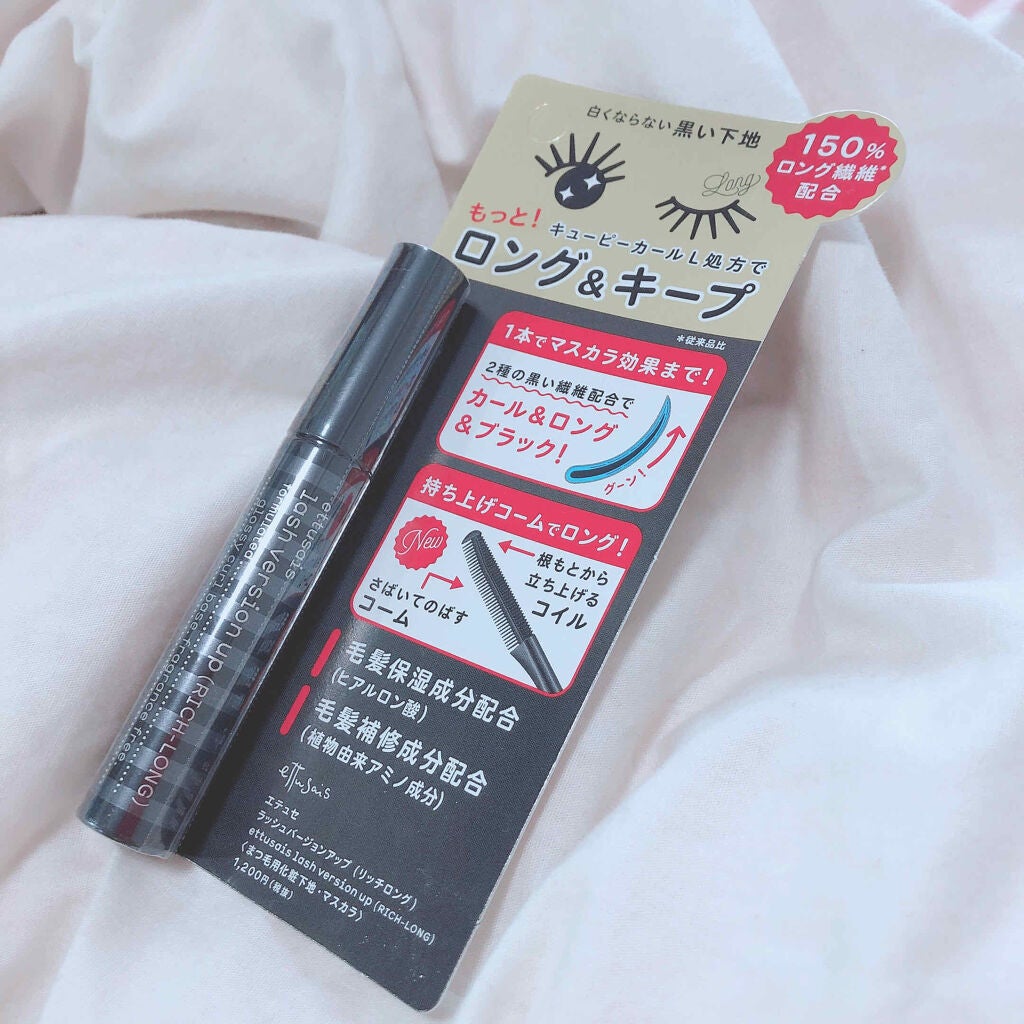 白くならない黒い下地
150%
ロング繊維*
配合
Long
もっと!
キューピーカールL処方で
ロング&キープ
*従来品比
1本でマスカラ効果まで!
2種の黒い繊維配合で
カール&ロング
&ブラック!
グーン!
持ち上げコームでロング!
New
根もとから
立ち上げる
コイル
さばいてのばす
コーム
毛髪保湿成分配合
(ヒアルロン酸)
毛髪補修成分配合
(植物由来アミノ成分)
ettusais
エテュセ
ラッシュバージョンアップ (リッチロング)
ettusais lash version up (RICH-LONG)
〈まつ毛用化粧下地・マスカラ〉
1,200円(税抜)
ettusais
lash version up (RICH-LONG)
formulated
glossy curl base fragrance-free